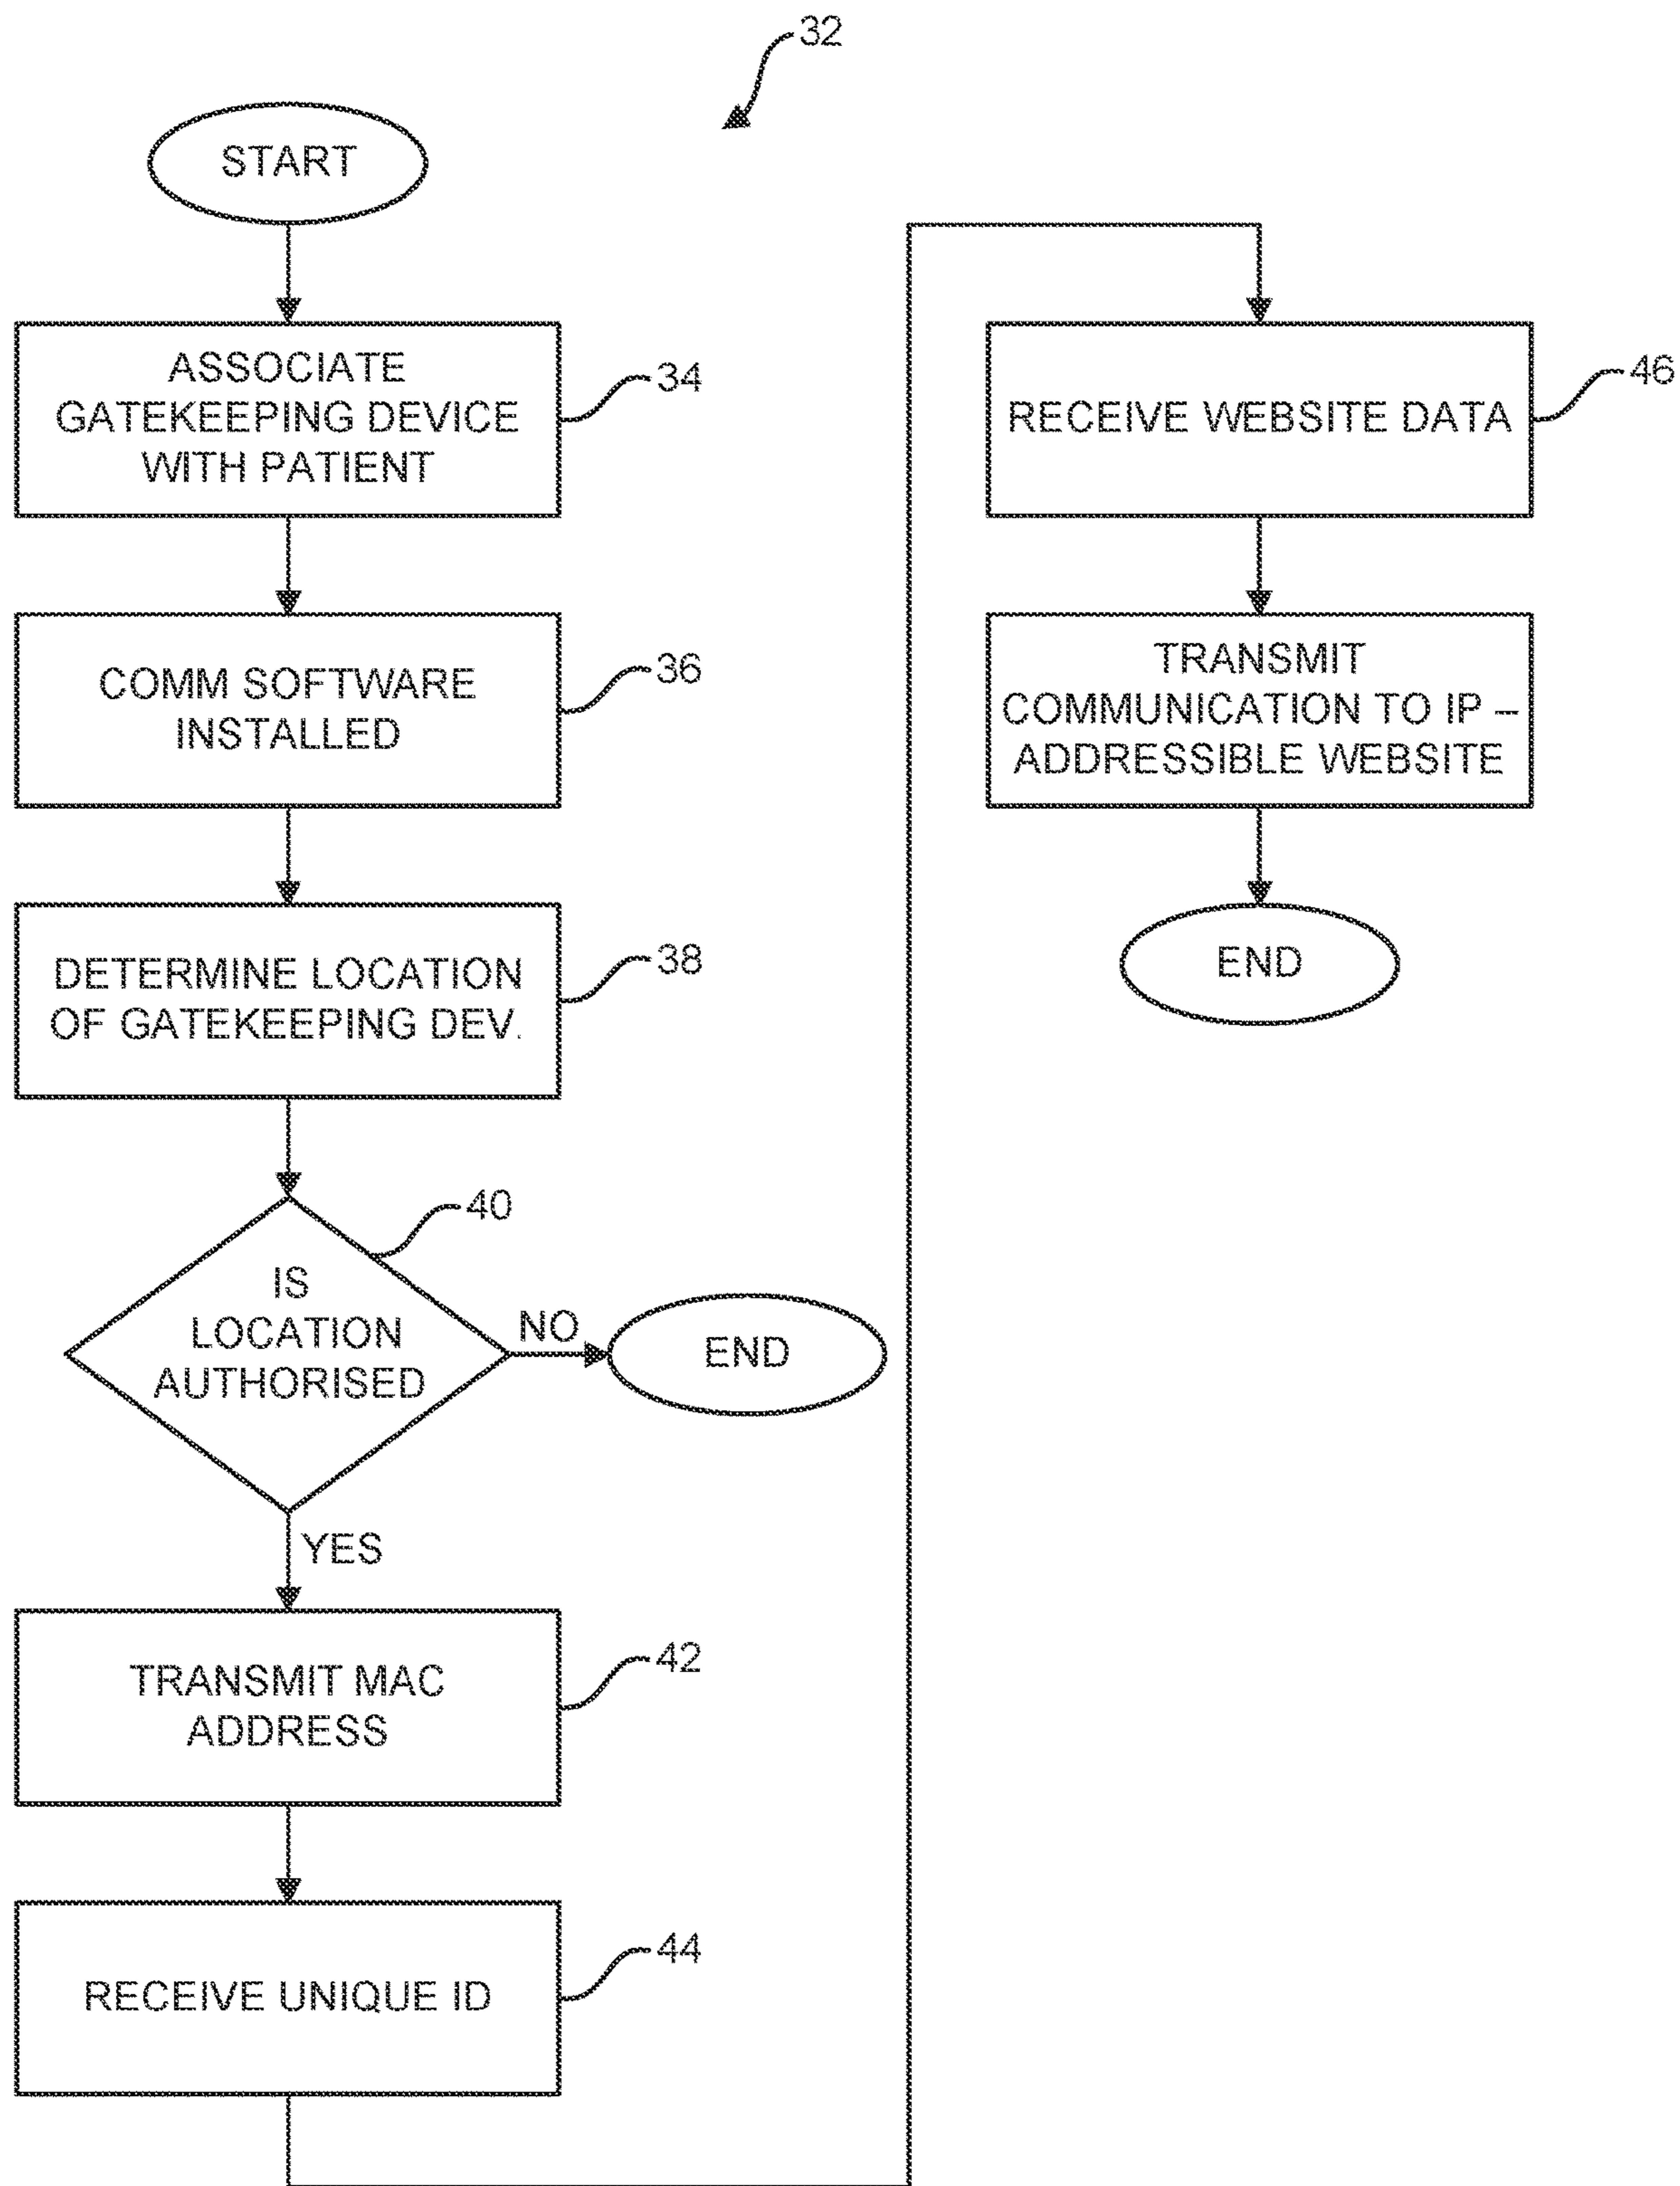 32
START
ASSOCIATE
GATEKEEPING DEVICE
WITH PATIENT
34
COMM SOFTWARE
INSTALLED
36
DETERMINE LOCATION
OF GATEKEEPING DEV.
38
IS
LOCATION
AUTHORISED
40
NO
END
YES
TRANSMIT MAC
ADDRESS
42
RECEIVE UNIQUE ID
44
RECEIVE WEBSITE DATA
46
TRANSMIT
COMMUNICATION TO IP –
ADDRESSIBLE WEBSITE
END